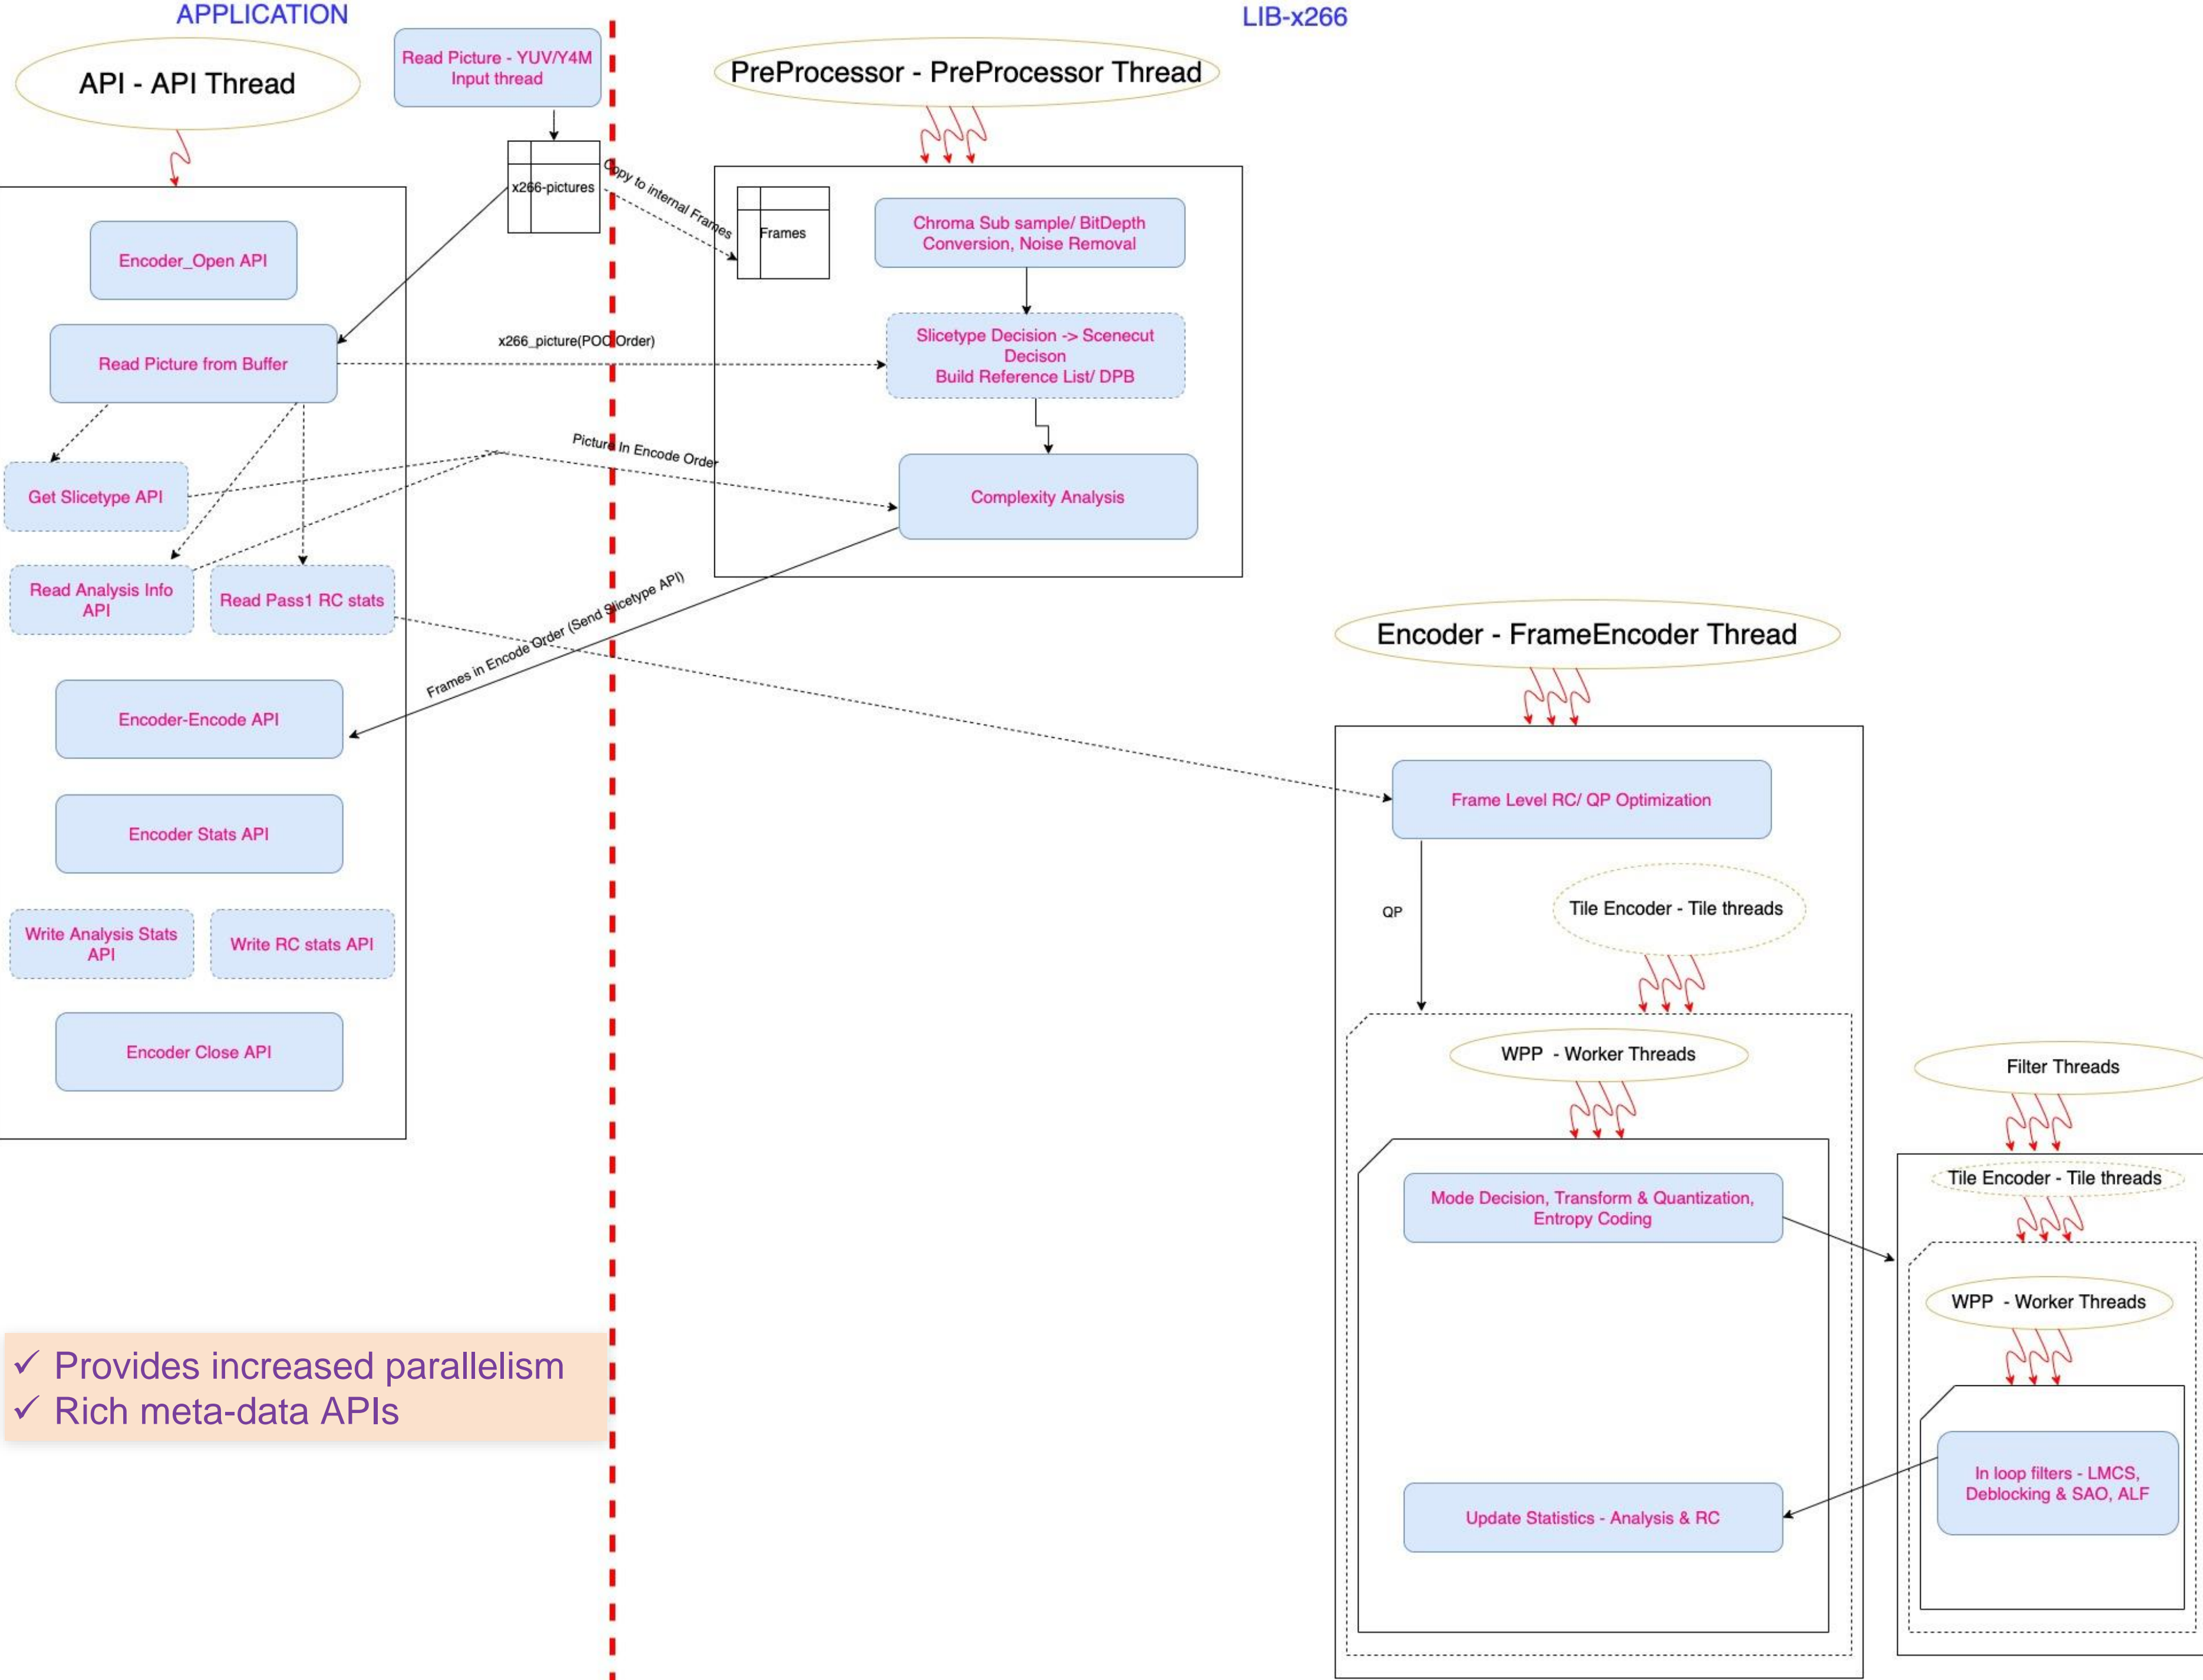 APPLICATION
LIB-x266
API - API Thread
Read Picture - YUV/Y4M
Input thread
x266-pictures
Copy to internal Frames
PreProcessor - PreProcessor Thread
Frames
Chroma Sub sample/ BitDepth
Conversion, Noise Removal
Encoder_Open API
Read Picture from Buffer
x266_picture(POC Order)
Slicetype Decision -> Scenecut
Decison
Build Reference List/ DPB
Picture In Encode Order
Get Slicetype API
Complexity Analysis
Read Analysis Info
API
Read Pass1 RC stats
Frames in Encode Order (Send Slicetype API)
Encoder-Encode API
Encoder Stats API
Write Analysis Stats
API
Write RC stats API
Encoder Close API
Encoder - FrameEncoder Thread
Frame Level RC/ QP Optimization
QP
Tile Encoder - Tile threads
WPP - Worker Threads
Mode Decision, Transform & Quantization,
Entropy Coding
Update Statistics - Analysis & RC
Filter Threads
Tile Encoder - Tile threads
WPP - Worker Threads
In loop filters - LMCS,
Deblocking & SAO, ALF
✓ Provides increased parallelism
✓ Rich meta-data APIs